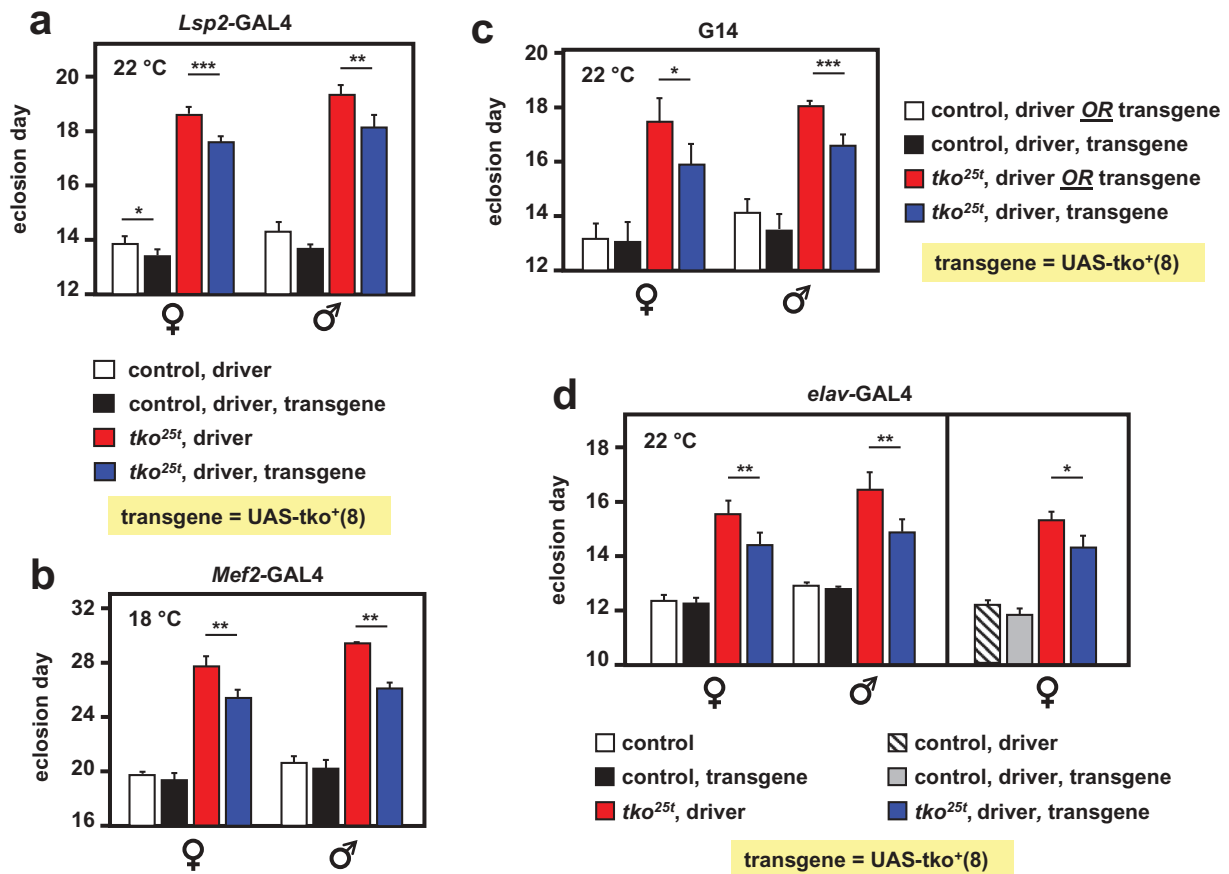 a
Lsp2-GAL4
22 °C
***
**
*
eclosion day
20
18
16
14
12
♀ ♂
control, driver
control, driver, transgene
tko25t, driver
tko25t, driver, transgene
transgene = UAS-tko+(8)
b
Mef2-GAL4
18 °C
**
**
eclosion day
32
28
24
20
16
♀ ♂
c
G14
22 °C
*
***
eclosion day
20
18
16
14
12
♀ ♂
control, driver OR transgene
control, driver, transgene
tko25t, driver OR transgene
tko25t, driver, transgene
transgene = UAS-tko+(8)
d
elav-GAL4
22 °C
**
**
*
eclosion day
18
16
14
12
10
♀ ♂ ♀
control
control, transgene
tko25t, driver
control, driver
control, driver, transgene
tko25t, driver, transgene
transgene = UAS-tko+(8)